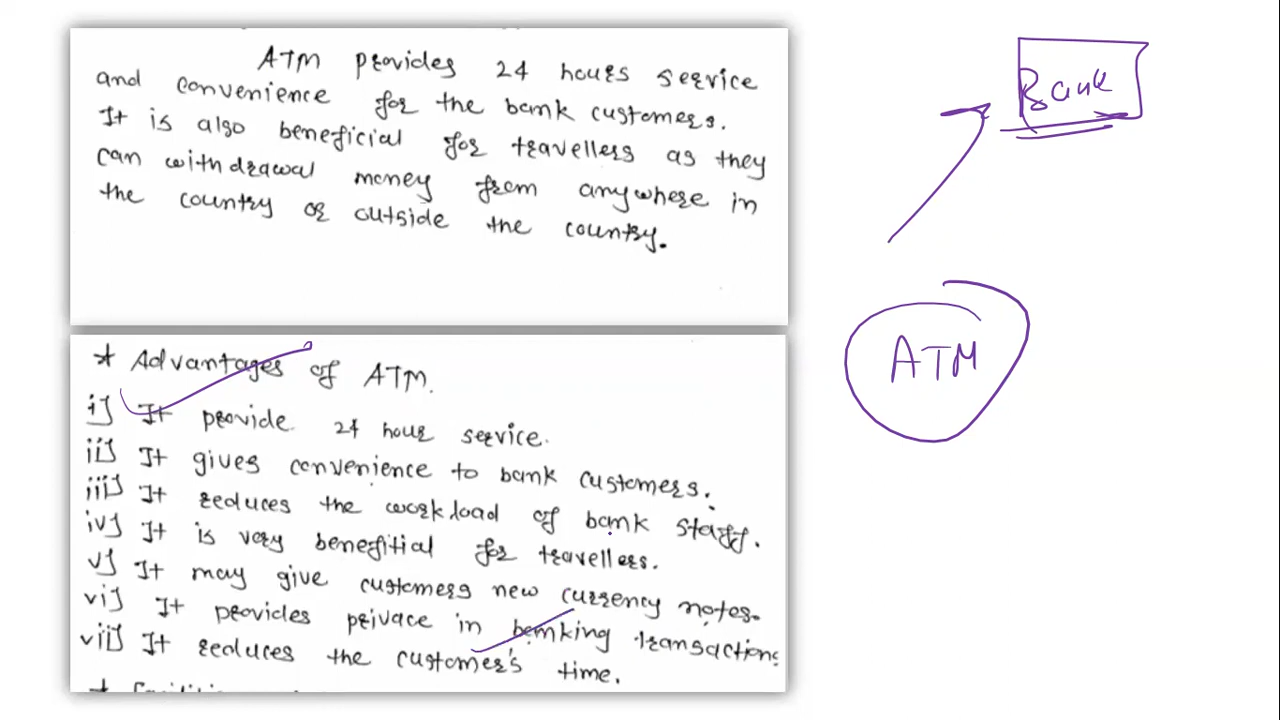 ATM provides 24 hours service
and convenience for the bank customers.
It is also beneficial for travellers as they
can withdrawal money from anywhere in
the country or outside the country.
* Advantages of ATM.
i] It provide 24 hour service.
ii] It gives convenience to bank customers.
iii] It reduces the workload of bank staff.
iv] It is very benefitial for travellers.
v] It may give customers new currency notes.
vi] It provides privace in banking transactions
vii] It reduces the customer's time.
Bank
ATM